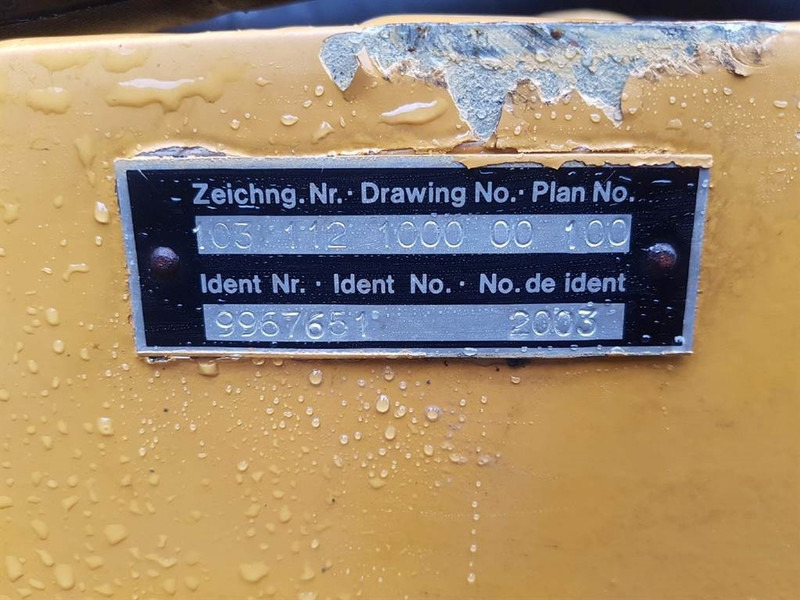 Zeichng. Nr. · Drawing No. · Plan No.
103 112 1000 00 100
Ident Nr. · Ident No. · No. de ident
9967651 2003